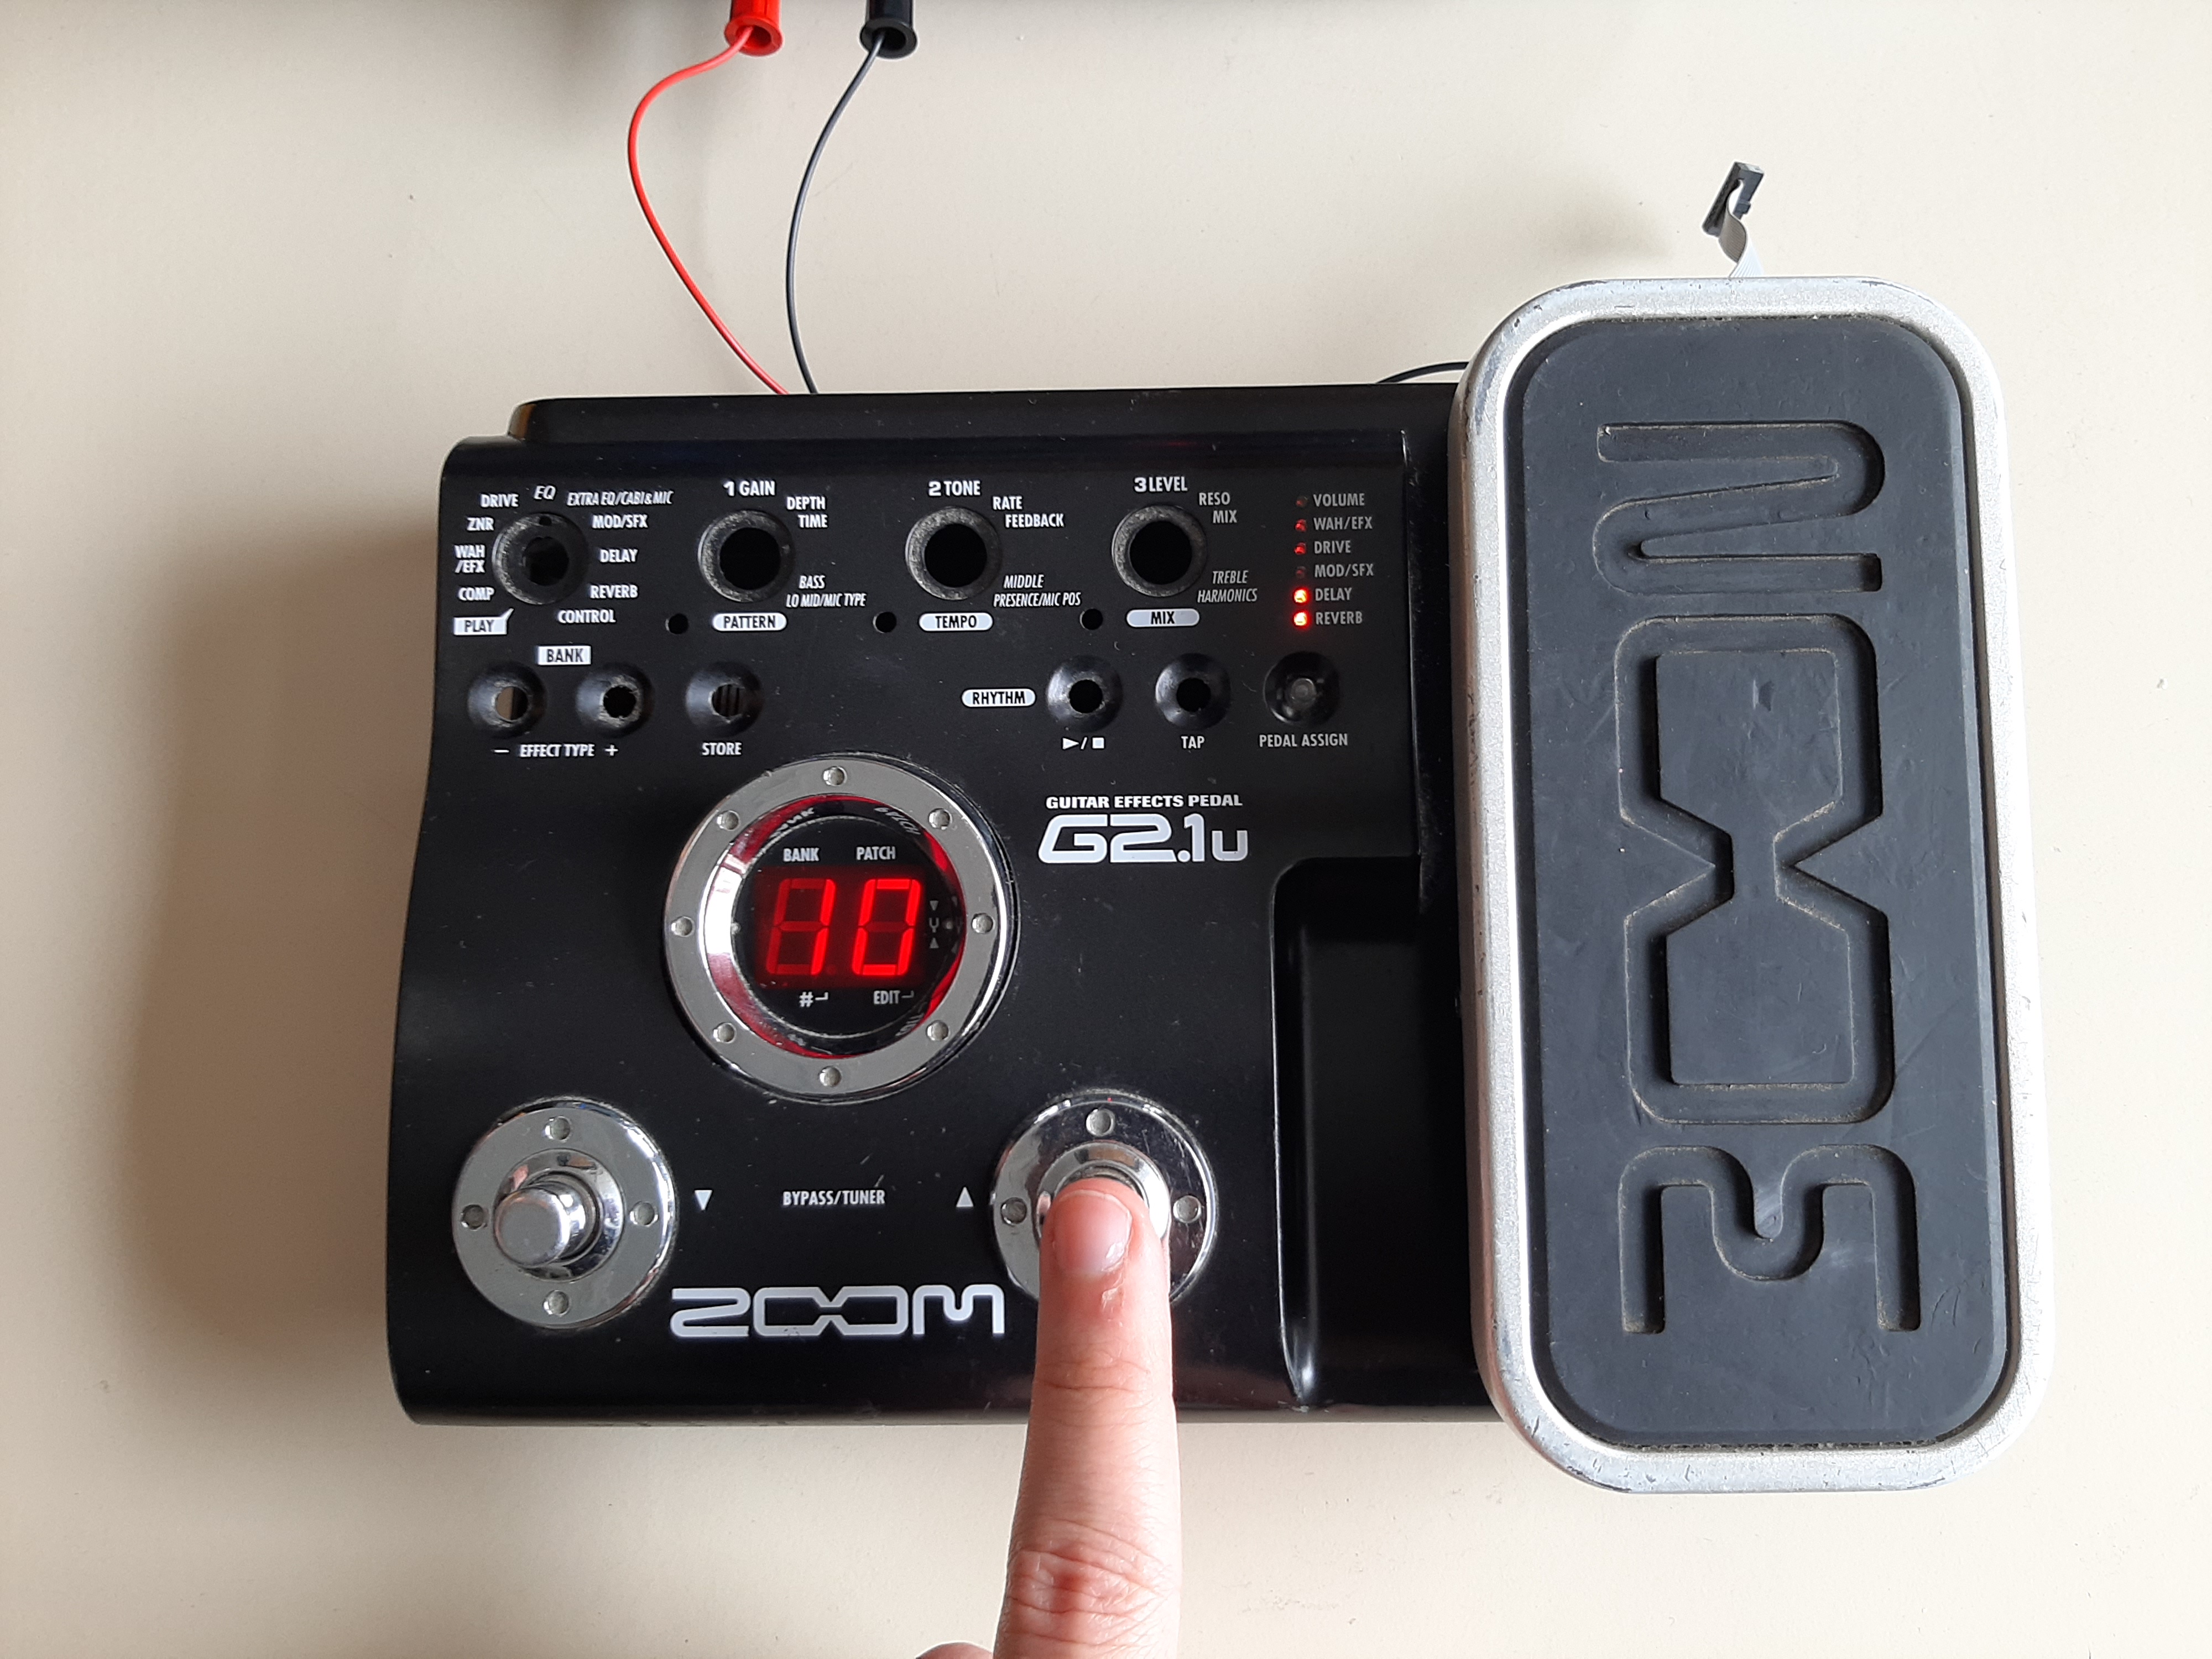 DRIVE EQ EXTRA EQ/CABI&MIC
ZNR MOD/SFX
WAH
/EFX
DELAY
COMP REVERB
PLAY CONTROL
1 GAIN
DEPTH
TIME
BASS
LO MID/MIC TYPE
PATTERN
2 TONE
RATE
FEEDBACK
MIDDLE
PRESENCE/MIC POS
TEMPO
3 LEVEL
RESO
MIX
TREBLE
HARMONICS
MIX
VOLUME
WAH/EFX
DRIVE
MOD/SFX
DELAY
REVERB
BANK
− EFFECT TYPE +
STORE
RHYTHM
►/■
TAP
PEDAL ASSIGN
GUITAR EFFECTS PEDAL
G2.1u
BANK PATCH
10
#
EDIT
▼ BYPASS/TUNER ▲
ZOOM
ZOOM